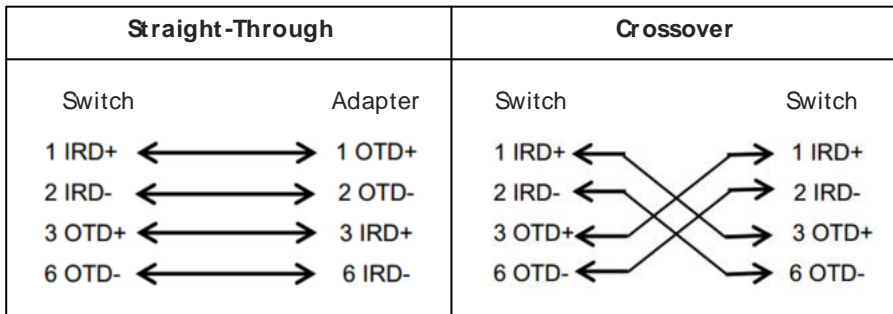 Straight-Through Crossover
Switch Adapter Switch Switch
1 IRD+ 1 OTD+ 1 IRD+ 1 IRD+
2 IRD- 2 OTD- 2 IRD- 2 IRD-
3 OTD+ 3 IRD+ 3 OTD+ 3 OTD+
6 OTD- 6 IRD- 6 OTD- 6 OTD-